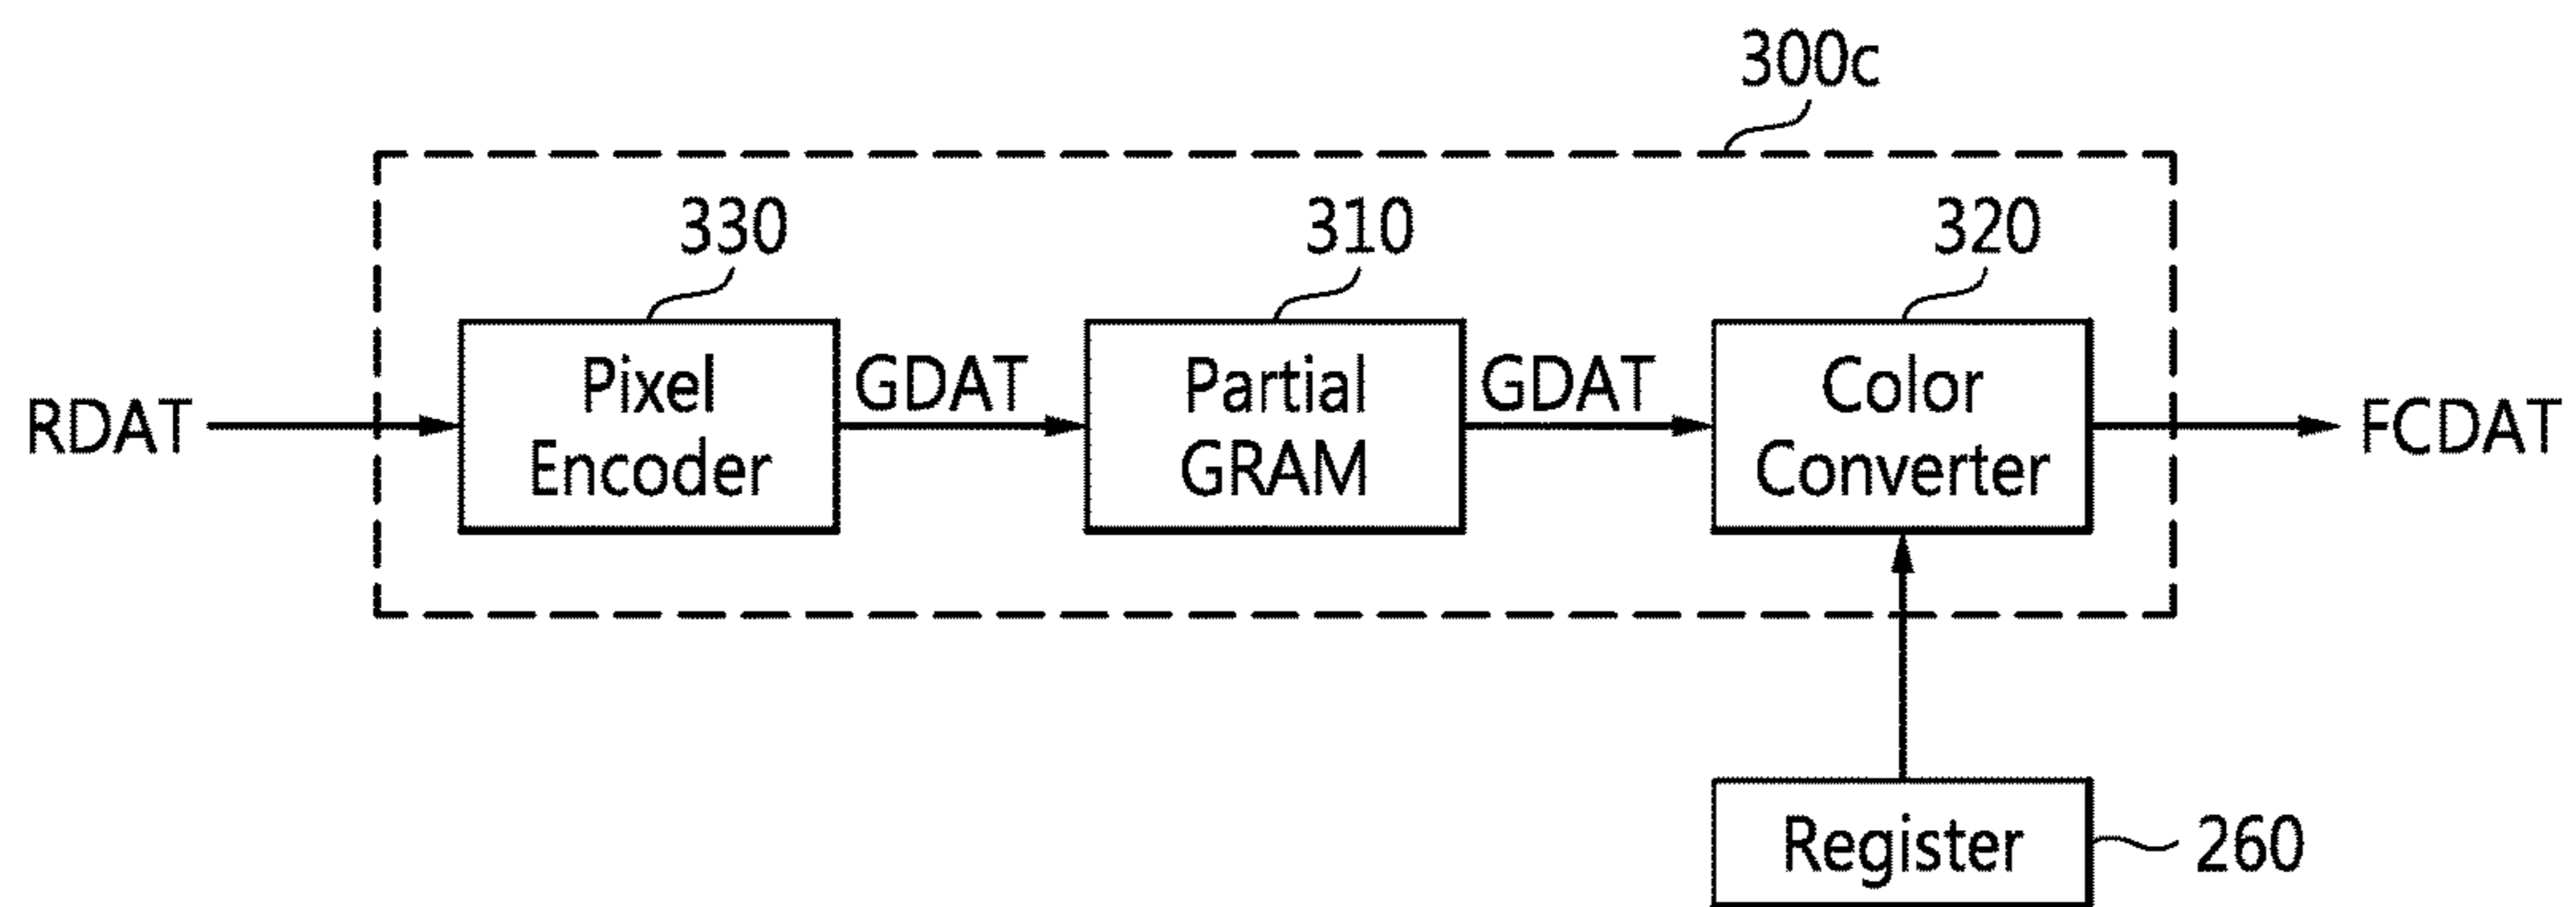 300c
330
310
320
RDAT
Pixel
Encoder
GDAT
Partial
GRAM
GDAT
Color
Converter
FCDAT
Register
260